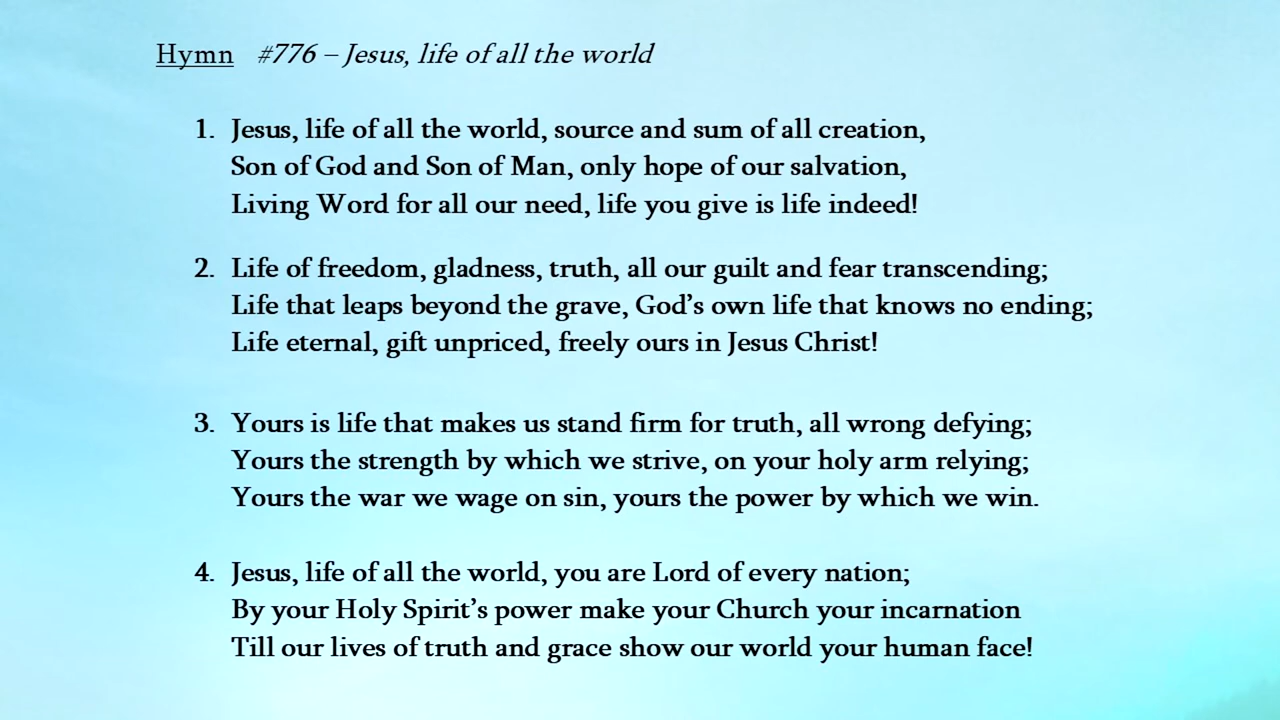 Hymn #776 – Jesus, life of all the world
1. Jesus, life of all the world, source and sum of all creation,
Son of God and Son of Man, only hope of our salvation,
Living Word for all our need, life you give is life indeed!
2. Life of freedom, gladness, truth, all our guilt and fear transcending;
Life that leaps beyond the grave, God’s own life that knows no ending;
Life eternal, gift unpriced, freely ours in Jesus Christ!
3. Yours is life that makes us stand firm for truth, all wrong defying;
Yours the strength by which we strive, on your holy arm relying;
Yours the war we wage on sin, yours the power by which we win.
4. Jesus, life of all the world, you are Lord of every nation;
By your Holy Spirit’s power make your Church your incarnation
Till our lives of truth and grace show our world your human face!